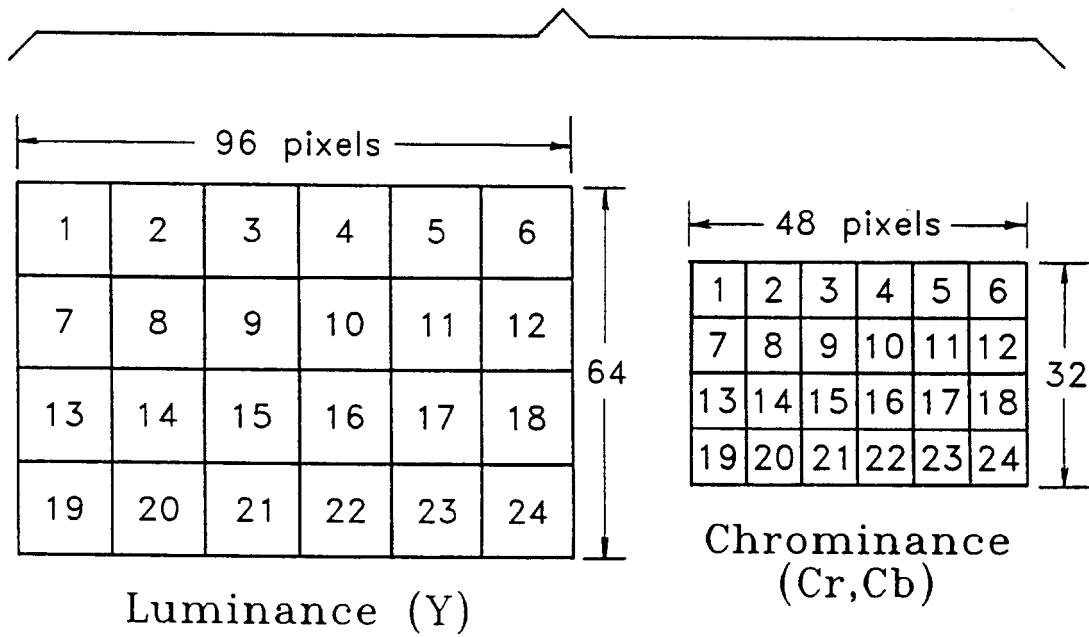 96 pixels
1 2 3 4 5 6
7 8 9 10 11 12
13 14 15 16 17 18
19 20 21 22 23 24
64
Luminance (Y)
48 pixels
1 2 3 4 5 6
7 8 9 10 11 12
13 14 15 16 17 18
19 20 21 22 23 24
32
Chrominance
(Cr,Cb)